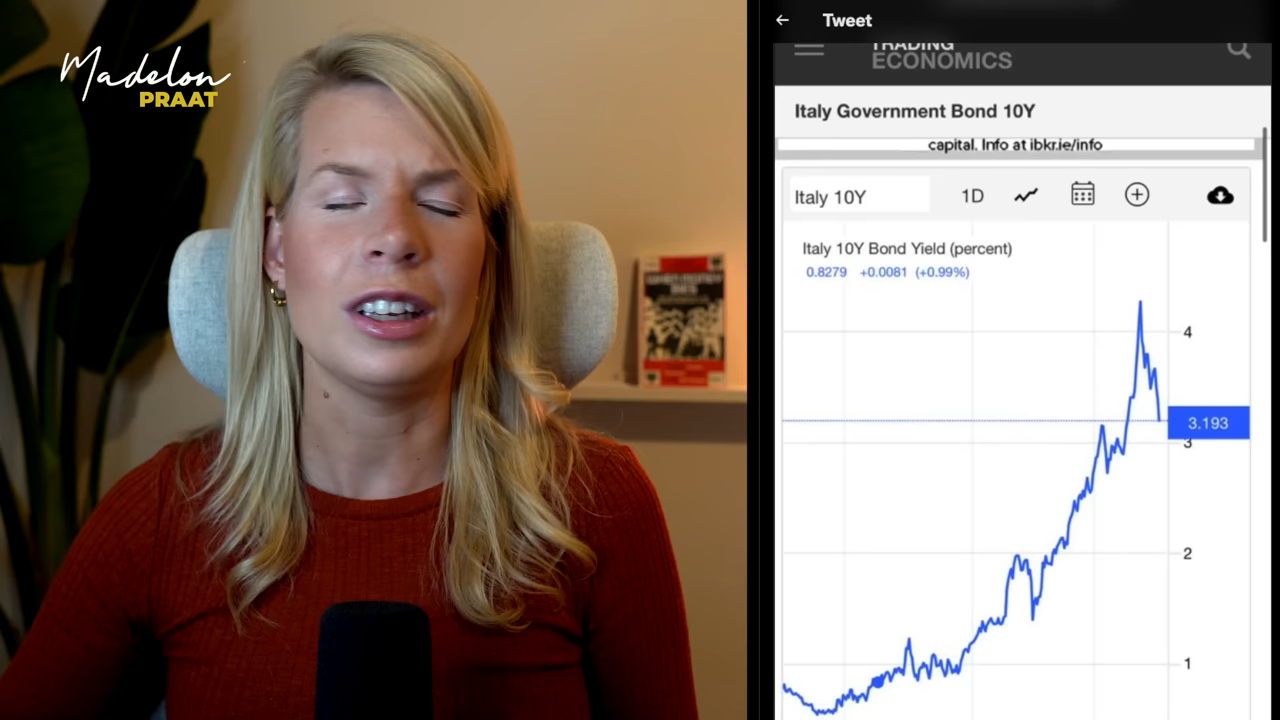 Madelon
PRAAT
Tweet
TRADING
ECONOMICS
Italy Government Bond 10Y
capital. Info at ibkr.ie/info
Italy 10Y
1D
Italy 10Y Bond Yield (percent)
0.8279 +0.0081 (+0.99%)
4
3.193
3
2
1